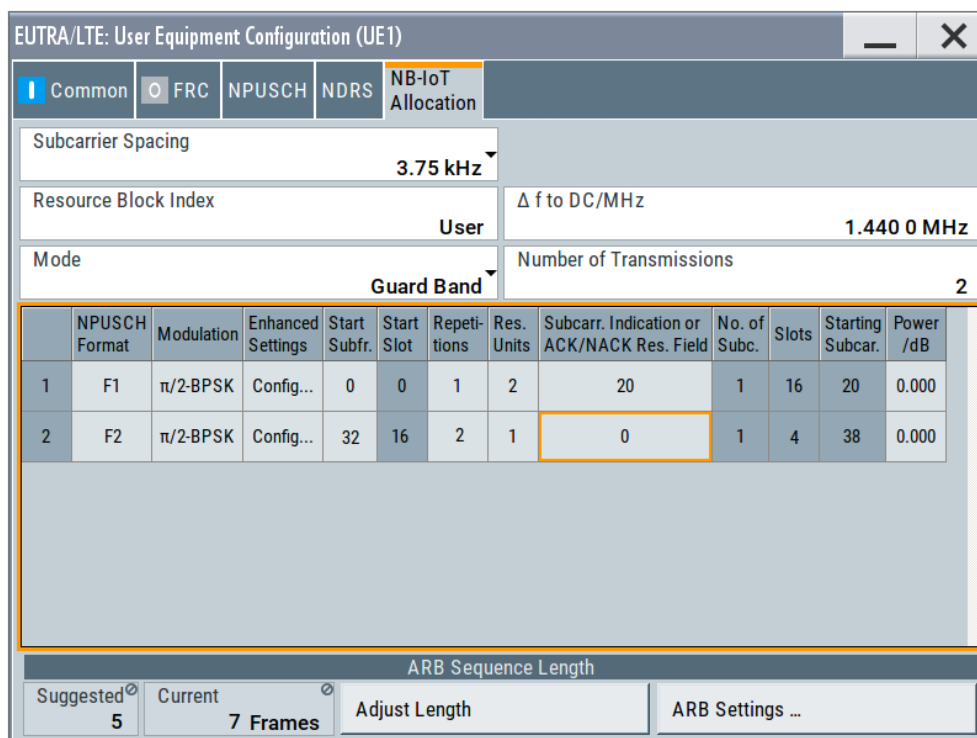 EUTRA/LTE: User Equipment Configuration (UE1)
Common FRC NPUSCH NDRS NB-IoT Allocation
Subcarrier Spacing
3.75 kHz
Resource Block Index
User
Δ f to DC/MHz
1.440 0 MHz
Mode
Guard Band
Number of Transmissions
2
NPUSCH Format Modulation Enhanced Settings Start Subfr. Start Slot Repeti-tions Res. Units Subcarr. Indication or ACK/NACK Res. Field No. of Subc. Slots Starting Subcar. Power /dB
1 F1 π/2-BPSK Config... 0 0 1 2 20 1 16 20 0.000
2 F2 π/2-BPSK Config... 32 16 2 1 0 1 4 38 0.000
ARB Sequence Length
Suggested
5
Current
7 Frames
Adjust Length
ARB Settings ...